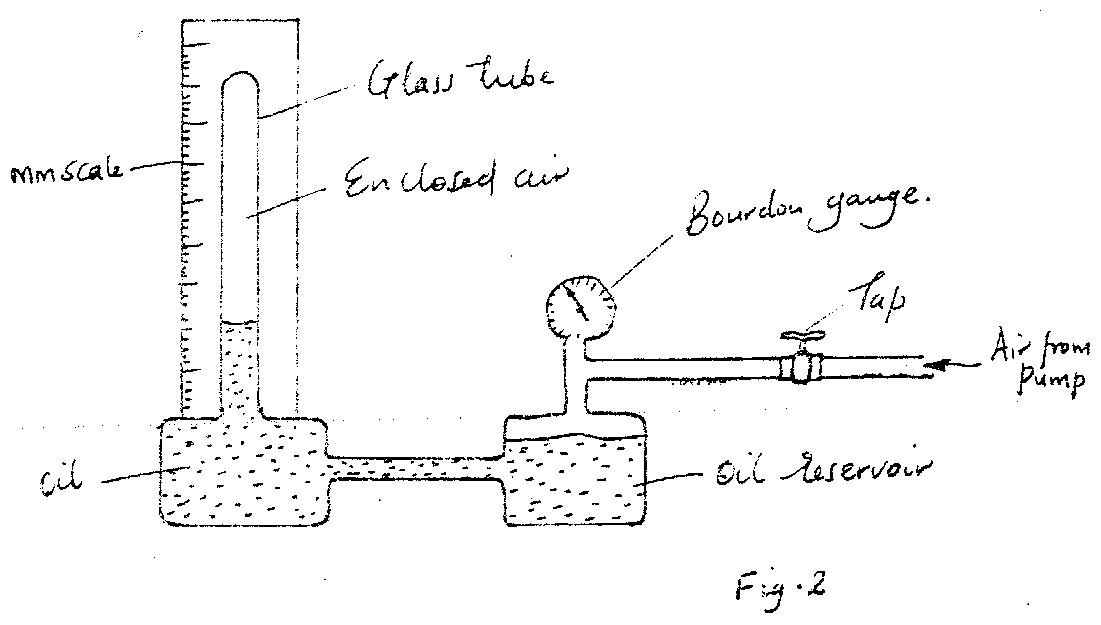 Glass tube
mm scale
Enclosed air
Bourdon gauge.
Tap
Air from
pump
oil
oil reservoir
Fig. 2